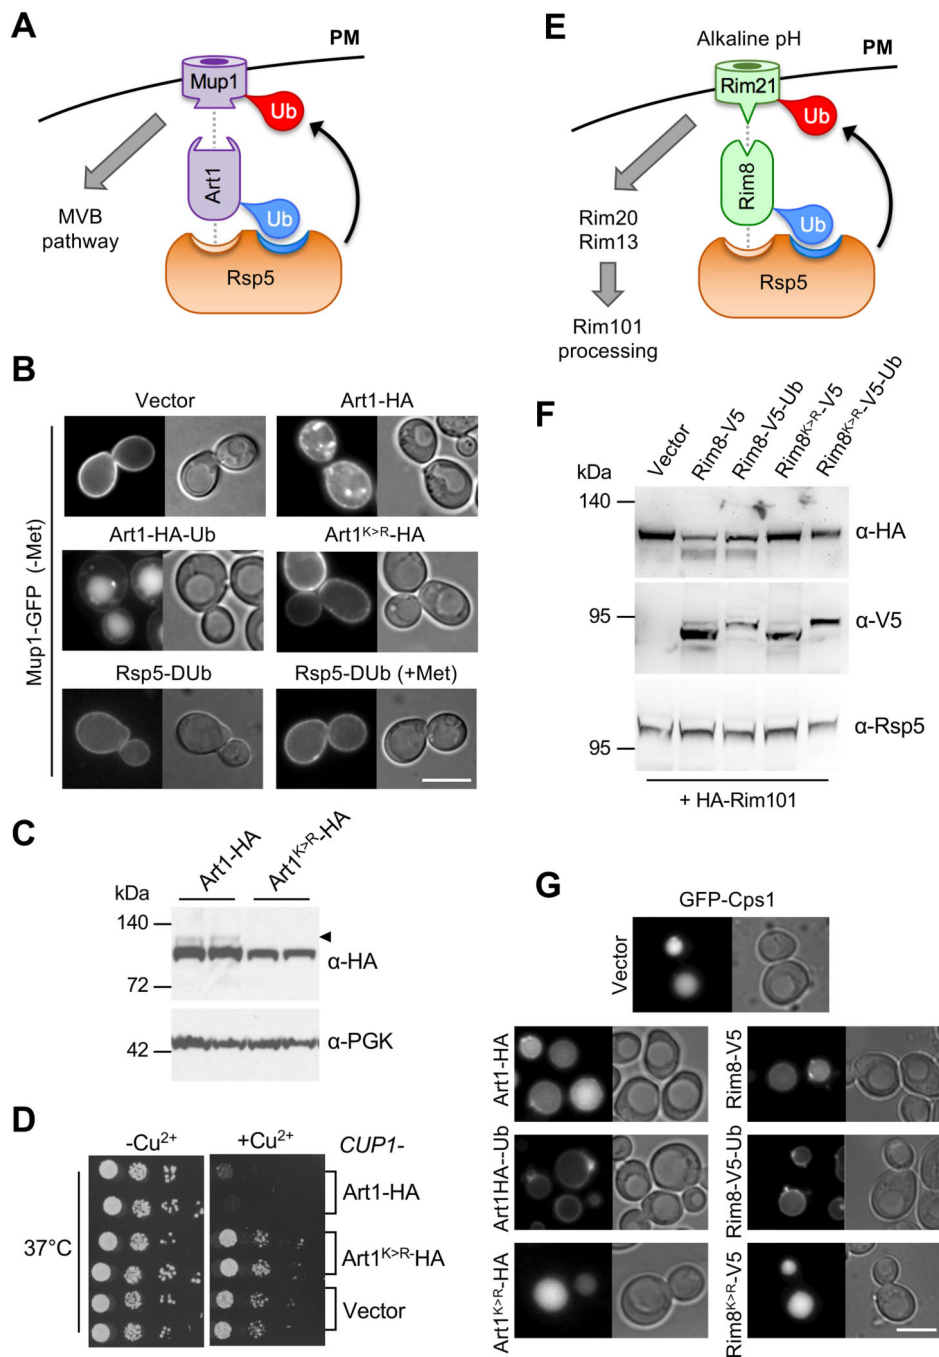 A
PM
Mup1
Ub
Art1
MVB
pathway
Ub
Rsp5
B
Vector
Art1-HA
Art1-HA-Ub
Art1K>R-HA
Rsp5-DUb
Rsp5-DUb (+Met)
Mup1-GFP (-Met)
C
Art1-HA
Art1K>R-HA
kDa
140
72
α-HA
42
α-PGK
D
-Cu2+
+Cu2+
CUP1-
Art1-HA
37°C
Art1K>R-HA
Vector
E
Alkaline pH
PM
Rim21
Ub
Rim8
Rim20
Rim13
Ub
Rsp5
Rim101
processing
F
Vector
Rim8-V5
Rim8-V5-Ub
Rim8K>R-V5
Rim8K>R-V5-Ub
kDa
140
α-HA
95
α-V5
α-Rsp5
95
+ HA-Rim101
G
GFP-Cps1
Vector
Art1-HA
Rim8-V5
Art1HA--Ub
Rim8-V5-Ub
Art1K>R-HA
Rim8K>R-V5